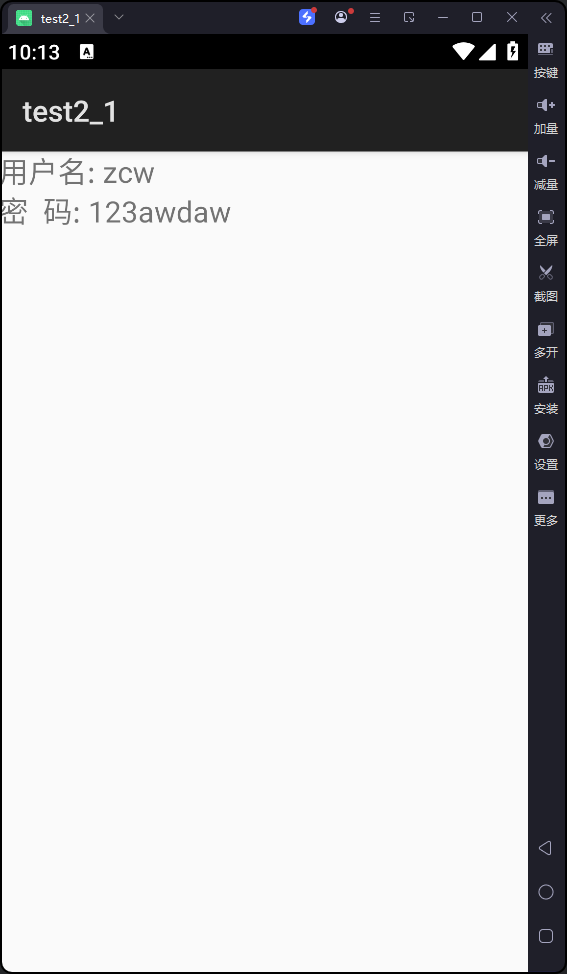 test2_1
10:13
A
test2_1
用户名: zcw
密  码: 123awdaw
按键
加量
减量
全屏
截图
多开
APK
安装
设置
更多